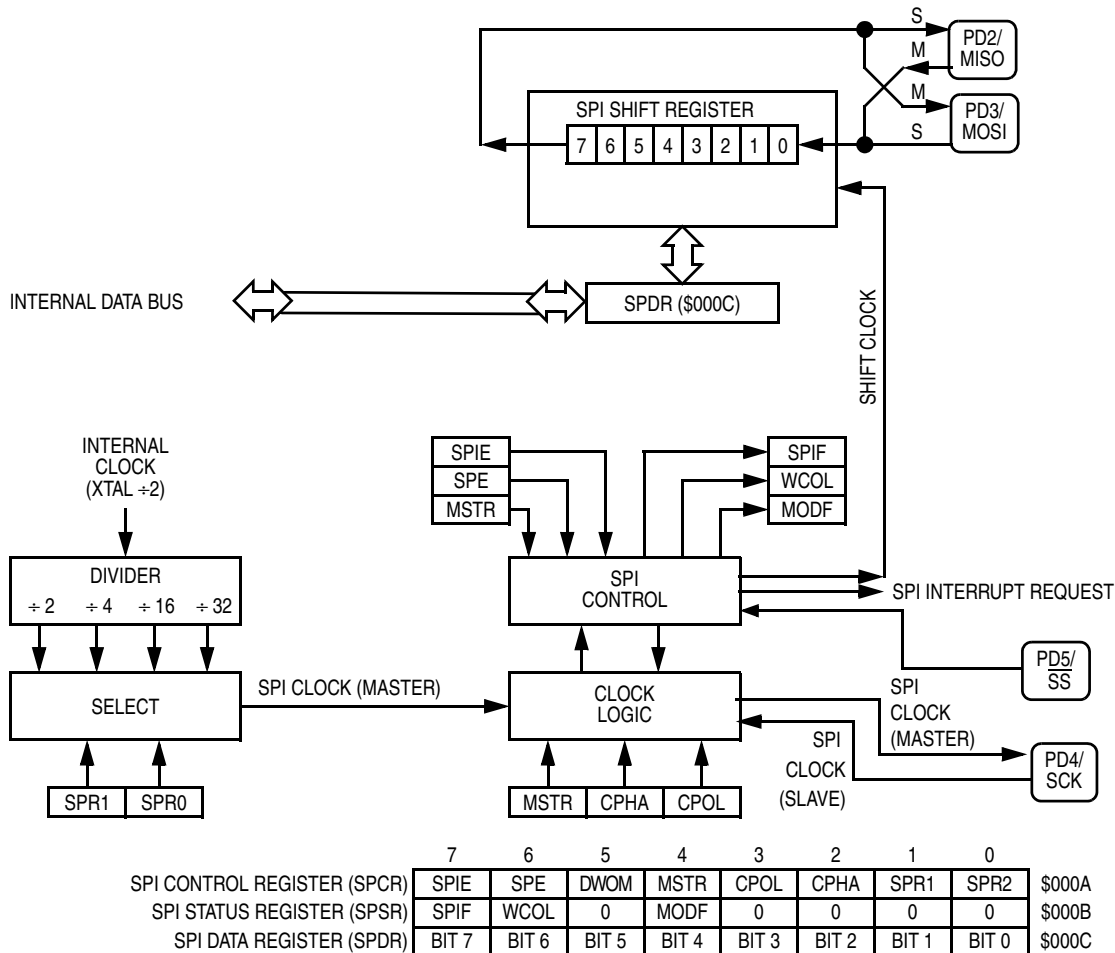 S
PD2/
MISO
M
M
PD3/
MOSI
S
SPI SHIFT REGISTER
7 6 5 4 3 2 1 0
INTERNAL DATA BUS
SPDR ($000C)
SHIFT CLOCK
INTERNAL
CLOCK
(XTAL ÷2)
SPIE
SPE
MSTR
SPIF
WCOL
MODF
DIVIDER
÷ 2 ÷ 4 ÷ 16 ÷ 32
SPI
CONTROL
SPI INTERRUPT REQUEST
PD5/
SS
SELECT
SPI CLOCK (MASTER)
CLOCK
LOGIC
SPI
CLOCK
(MASTER)
SPI
CLOCK
(SLAVE)
PD4/
SCK
SPR1 SPR0
MSTR CPHA CPOL
7 6 5 4 3 2 1 0
SPI CONTROL REGISTER (SPCR) SPIE SPE DWOM MSTR CPOL CPHA SPR1 SPR2 $000A
SPI STATUS REGISTER (SPSR) SPIF WCOL 0 MODF 0 0 0 0 $000B
SPI DATA REGISTER (SPDR) BIT 7 BIT 6 BIT 5 BIT 4 BIT 3 BIT 2 BIT 1 BIT 0 $000C